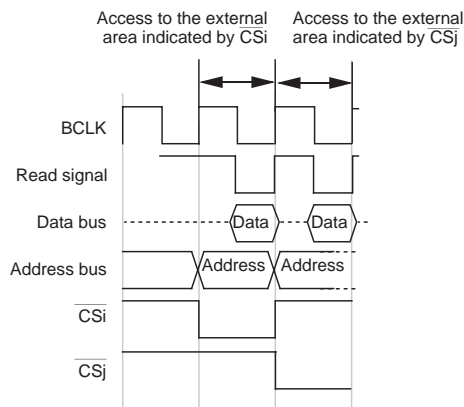 Access to the external
area indicated by CSi
Access to the external
area indicated by CSj
BCLK
Read signal
Data bus
Data
Data
Address bus
Address
Address
CSi
CSj